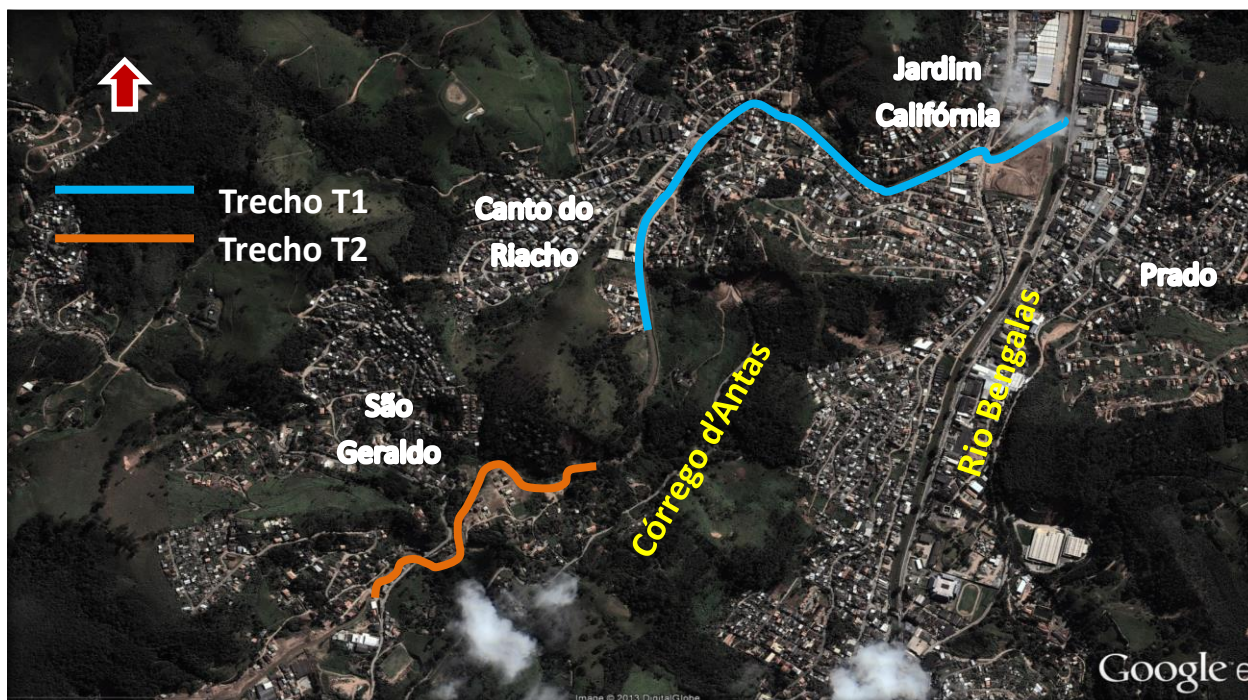 Jardim
Califórnia
Trecho T1
Trecho T2
Canto do
Riacho
Prado
São
Geraldo
Córrego d'Antas
Rio Bengalas
Image © 2013 DigitalGlobe
Google e